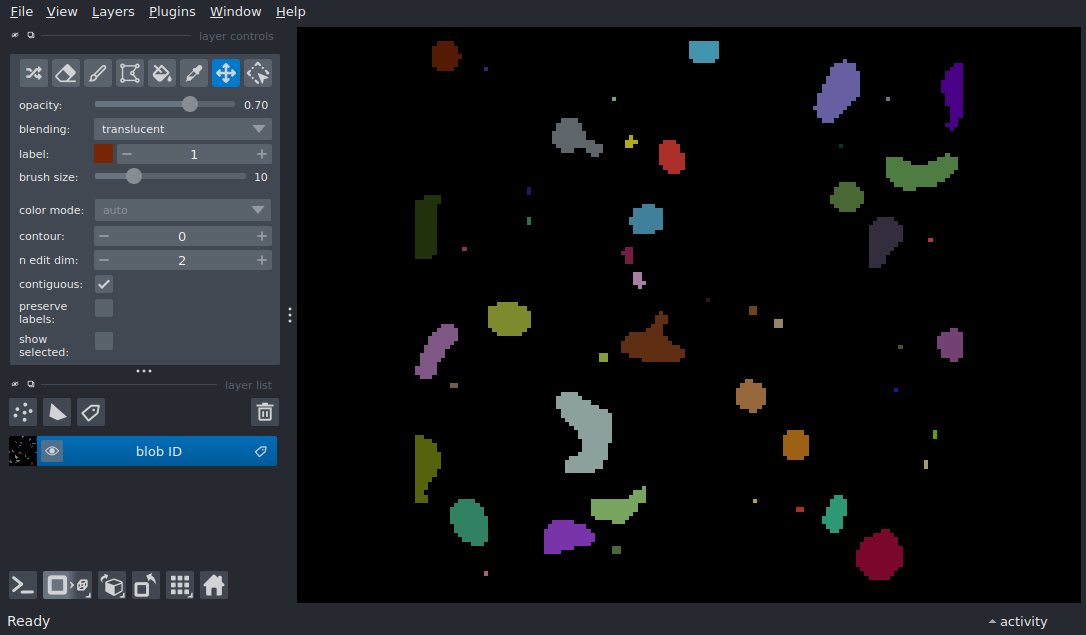 File View Layers Plugins Window Help
layer controls
opacity: 0.70
blending: translucent
label: 1
brush size: 10
color mode: auto
contour: 0
n edit dim: 2
contiguous:
preserve
labels:
show
selected:
layer list
blob ID
Ready
activity